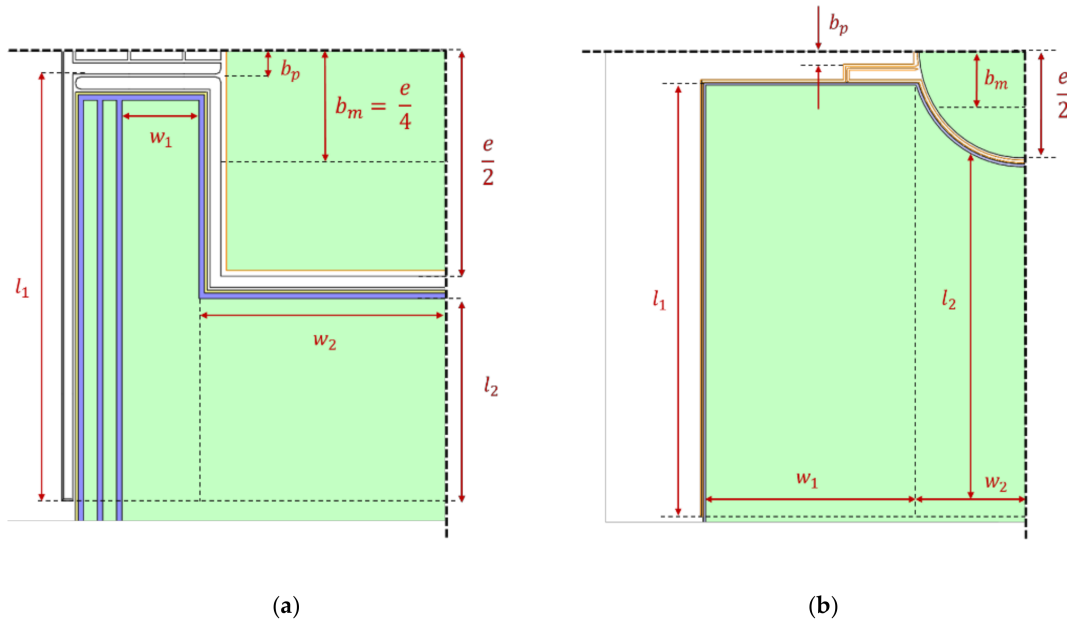 b_p
b_m = e/4
e/2
w_1
l_1
w_2
l_2
(a)
b_p
b_m
e/2
l_1
l_2
w_1
w_2
(b)